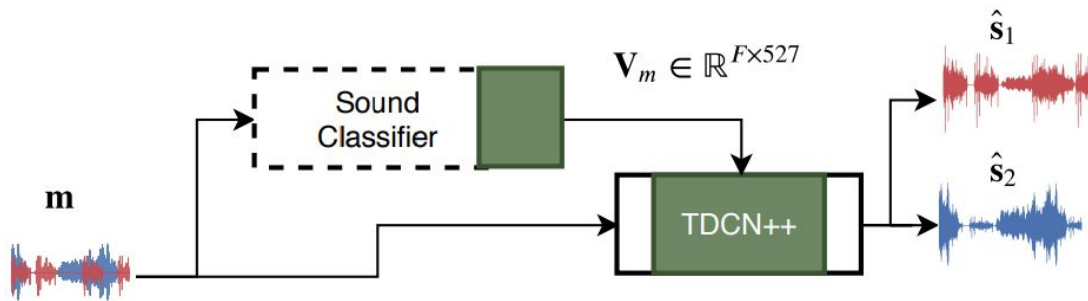 ŝ₁
V_m ∈ ℝ^{F×527}
Sound
Classifier
m
ŝ₂
TDCN++